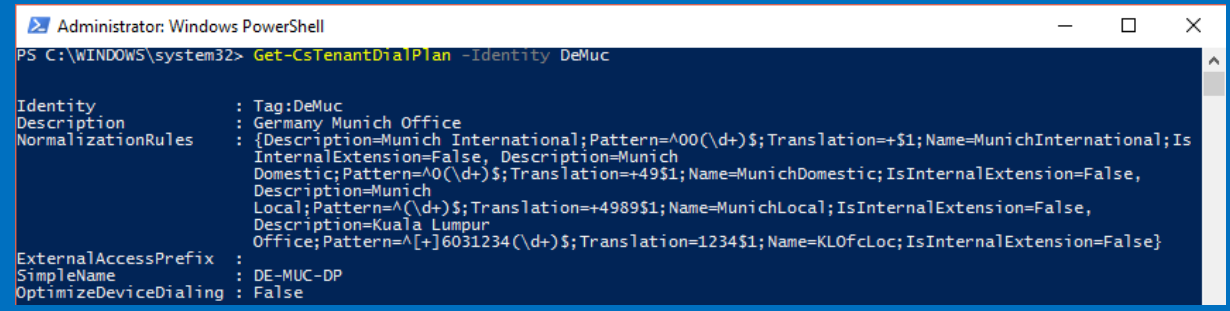 Administrator: Windows PowerShell
PS C:\WINDOWS\system32> Get-CsTenantDialPlan -Identity DeMuc
Identity : Tag:DeMuc
Description : Germany Munich Office
NormalizationRules : {Description=Munich International;Pattern=^00(\d+)$;Translation=+$1;Name=MunichInternational;Is
InternalExtension=False, Description=Munich
Domestic;Pattern=^0(\d+)$;Translation=+49$1;Name=MunichDomestic;IsInternalExtension=False,
Description=Munich
Local;Pattern=^(\d+)$;Translation=+4989$1;Name=MunichLocal;IsInternalExtension=False,
Description=Kuala Lumpur
Office;Pattern=^[+]6031234(\d+)$;Translation=1234$1;Name=KLOfcLoc;IsInternalExtension=False}
ExternalAccessPrefix :
SimpleName : DE-MUC-DP
OptimizeDeviceDialing : False